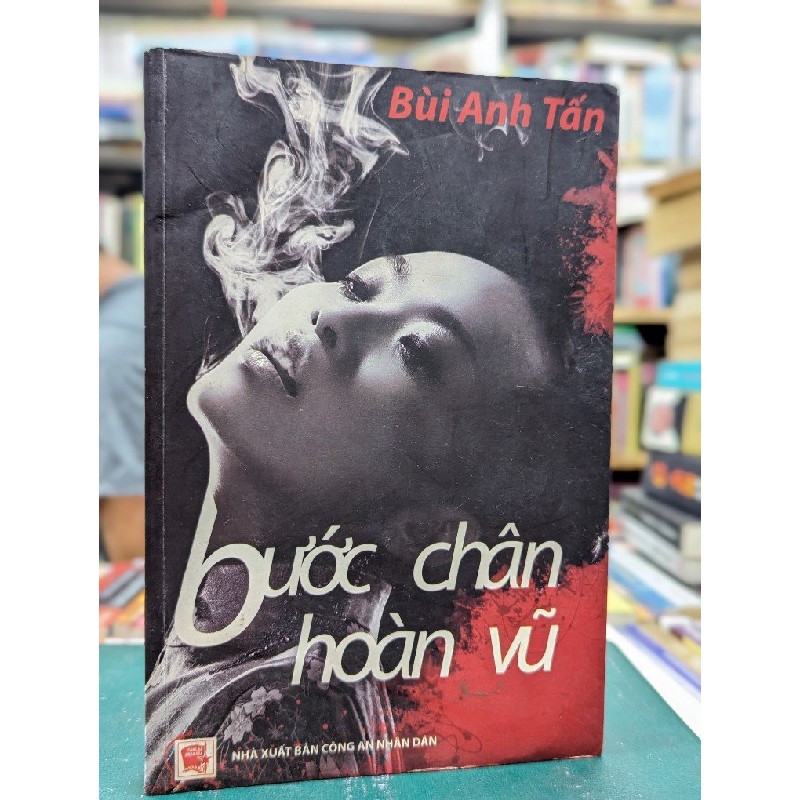 Bùi Anh Tấn
bước chân
hoàn vũ
NHÀ XUẤT BẢN CÔNG AN NHÂN DÂN